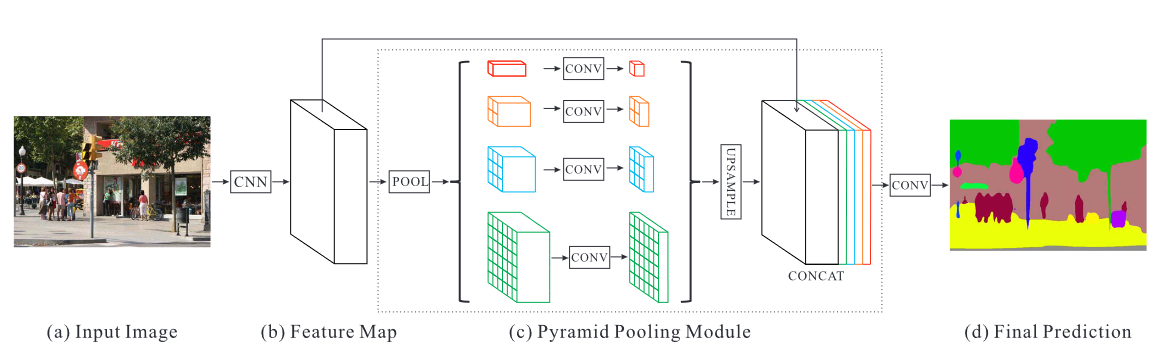 CNN
POOL
CONV
CONV
CONV
CONV
UPSAMPLE
CONCAT
CONV
(a) Input Image
(b) Feature Map
(c) Pyramid Pooling Module
(d) Final Prediction